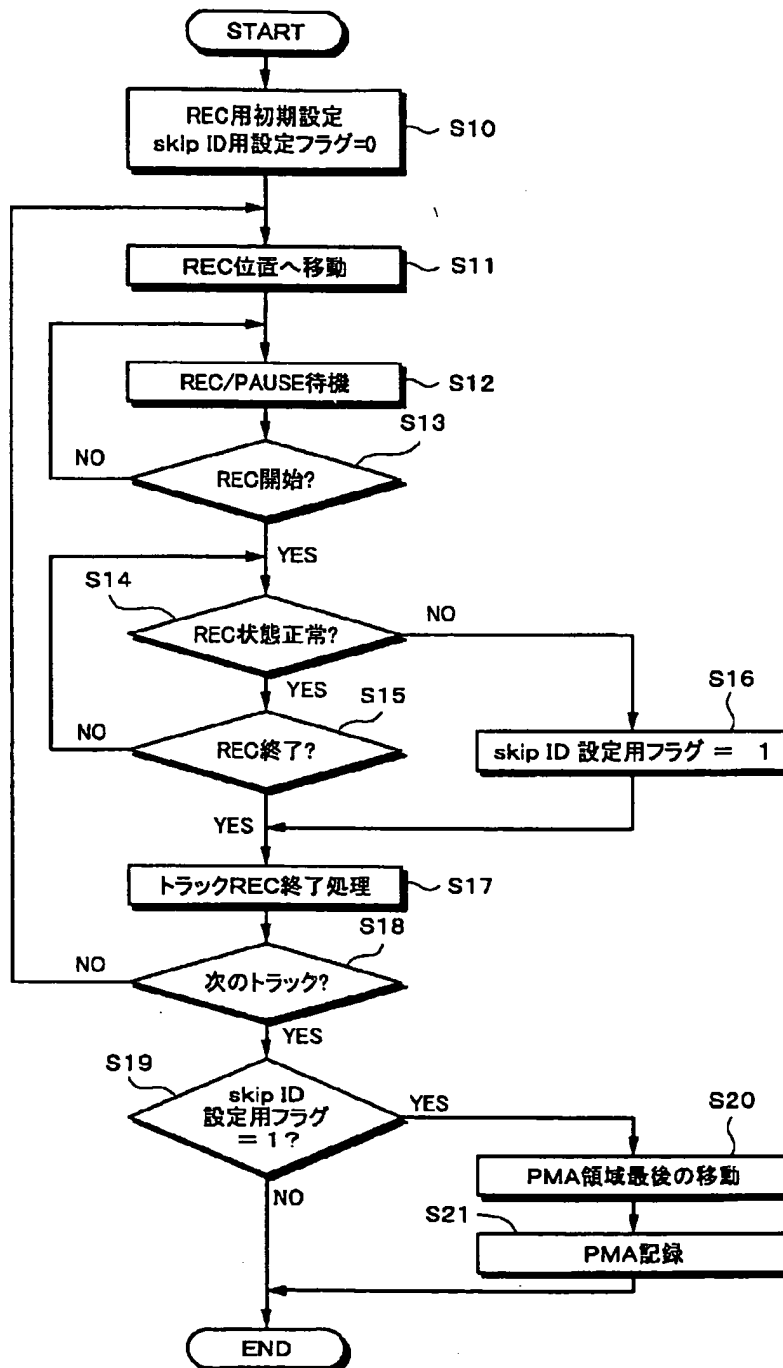 START
REC用初期設定
skip ID用設定フラグ=0
S10
REC位置へ移動
S11
REC/PAUSE待機
S12
S13
NO
REC開始?
YES
S14
NO
REC状態正常?
YES
S15
S16
NO
REC終了?
skip ID 設定用フラグ = 1
YES
トラックREC終了処理
S17
S18
NO
次のトラック?
YES
S19
skip ID
設定用フラグ
= 1?
YES
S20
PMA領域最後の移動
NO
S21
PMA記録
END